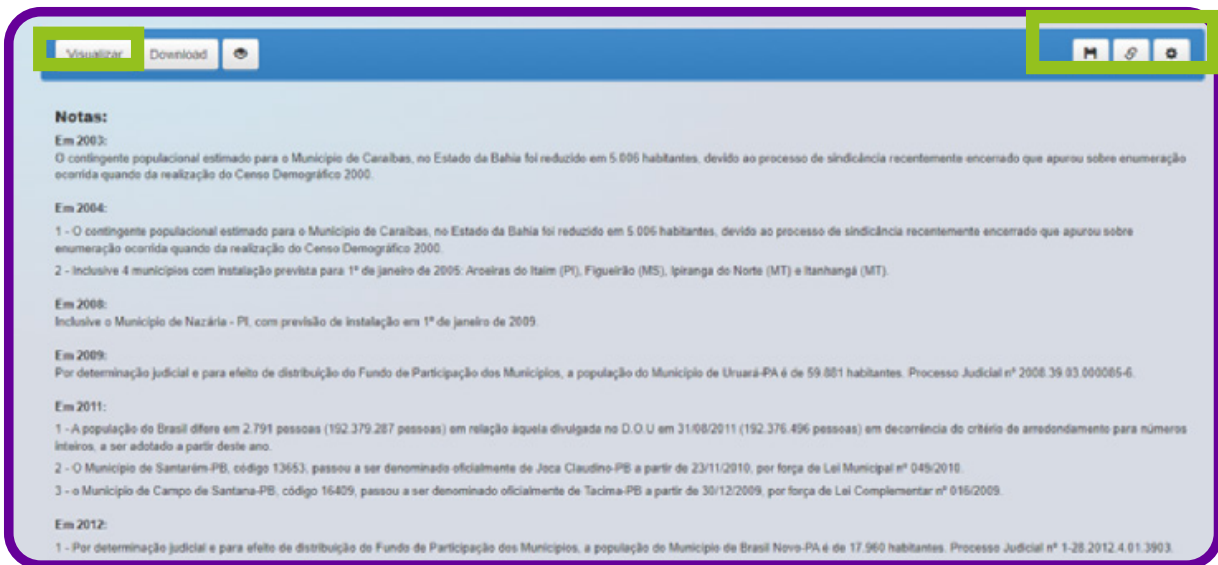 Visualizar Download
Notas:
Em 2003:
O contingente populacional estimado para o Município de Caraíbas, no Estado da Bahia foi reduzido em 5.006 habitantes, devido ao processo de sindicância recentemente encerrado que apurou sobre enumeração
ocorrida quando da realização do Censo Demográfico 2000.
Em 2004:
1 - O contingente populacional estimado para o Município de Caraíbas, no Estado da Bahia foi reduzido em 5.006 habitantes, devido ao processo de sindicância recentemente encerrado que apurou sobre
enumeração ocorrida quando da realização do Censo Demográfico 2000.
2 - Inclusive 4 municípios com instalação prevista para 1º de janeiro de 2005: Aroeiras do Itaim (PI), Figueirão (MS), Ipiranga do Norte (MT) e Itanhangá (MT).
Em 2008:
Inclusive o Município de Nazária - PI, com previsão de instalação em 1º de janeiro de 2009.
Em 2009:
Por determinação judicial e para efeito de distribuição do Fundo de Participação dos Municípios, a população do Município de Uruará-PA é de 59.881 habitantes. Processo Judicial nº 2008.39.03.000085-6.
Em 2011:
1 - A população do Brasil difere em 2.791 pessoas (192.379.287 pessoas) em relação àquela divulgada no D.O.U em 31/08/2011 (192.376.496 pessoas) em decorrência do critério de arredondamento para números
inteiros, a ser adotado a partir deste ano.
2 - O Município de Santarém-PB, código 13653, passou a ser denominado oficialmente de Joca Claudino-PB a partir de 23/11/2010, por força de Lei Municipal nº 049/2010.
3 - o Município de Campo de Santana-PB, código 16409, passou a ser denominado oficialmente de Tacima-PB a partir de 30/12/2009, por força de Lei Complementar nº 016/2009.
Em 2012:
1 - Por determinação judicial e para efeito de distribuição do Fundo de Participação dos Municípios, a população do Município de Brasil Novo-PA é de 17.960 habitantes. Processo Judicial nº 1-28.2012.4.01.3903.